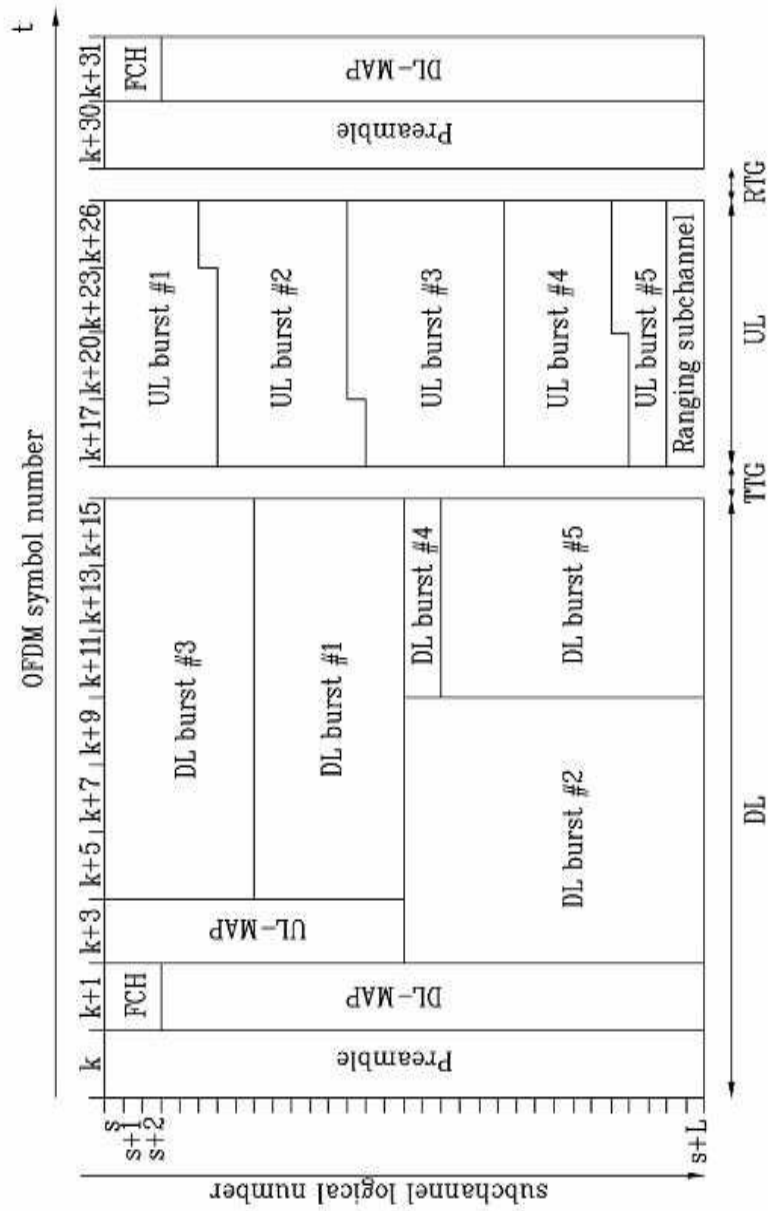 OFDM symbol number
t
k
k+1
k+3
k+5
k+7
k+9
k+11
k+13
k+15
k+17
k+20
k+23
k+26
k+30
k+31
subchannel logical number
s
s+1
s+2
s+L
Preamble
FCH
DL-MAP
UL-MAP
DL burst #3
DL burst #1
DL burst #2
DL burst #4
DL burst #5
UL burst #1
UL burst #2
UL burst #3
UL burst #4
UL burst #5
Ranging subchannel
Preamble
FCH
DL-MAP
DL
TTG
UL
RTG